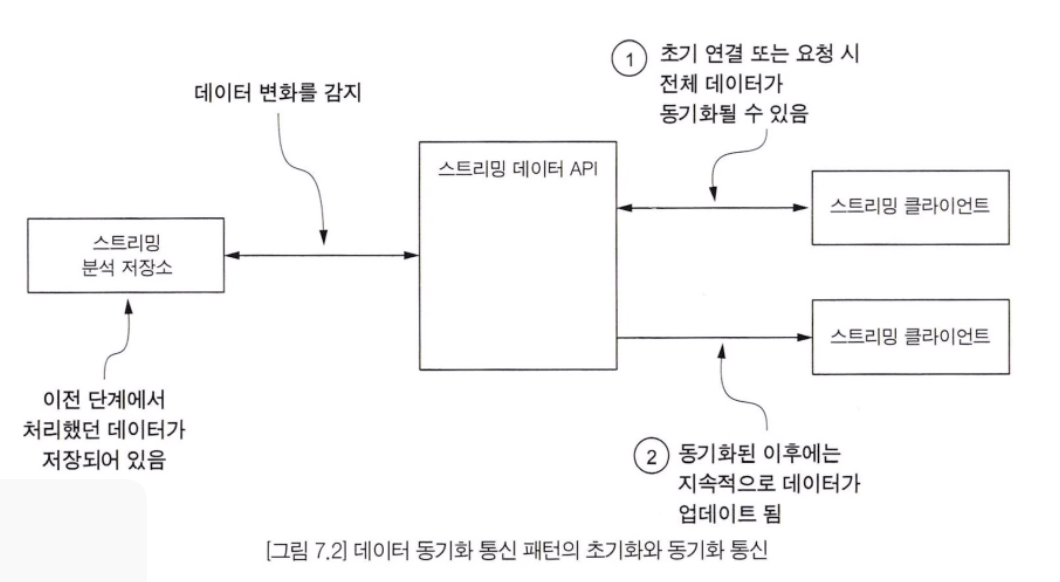 ① 초기 연결 또는 요청 시
전체 데이터가
동기화될 수 있음
데이터 변화를 감지
스트리밍 데이터 API
스트리밍 클라이언트
스트리밍
분석 저장소
스트리밍 클라이언트
이전 단계에서
처리했던 데이터가
저장되어 있음
② 동기화된 이후에는
지속적으로 데이터가
업데이트 됨
[그림 7.2] 데이터 동기화 통신 패턴의 초기화와 동기화 통신